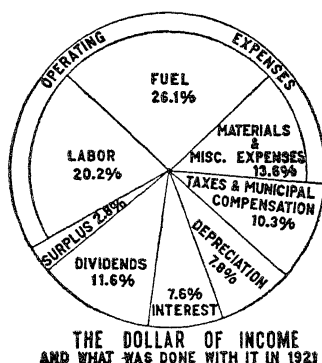 OPERATING EXPENSES
FUEL
26.1%
MATERIALS
&
MISC. EXPENSES
13.6%
LABOR
20.2%
TAXES & MUNICIPAL
COMPENSATION
10.3%
SURPLUS 2.8%
DEPRECIATION
7.8%
DIVIDENDS
11.6%
7.6%
INTEREST
THE DOLLAR OF INCOME
AND WHAT WAS DONE WITH IT IN 1921